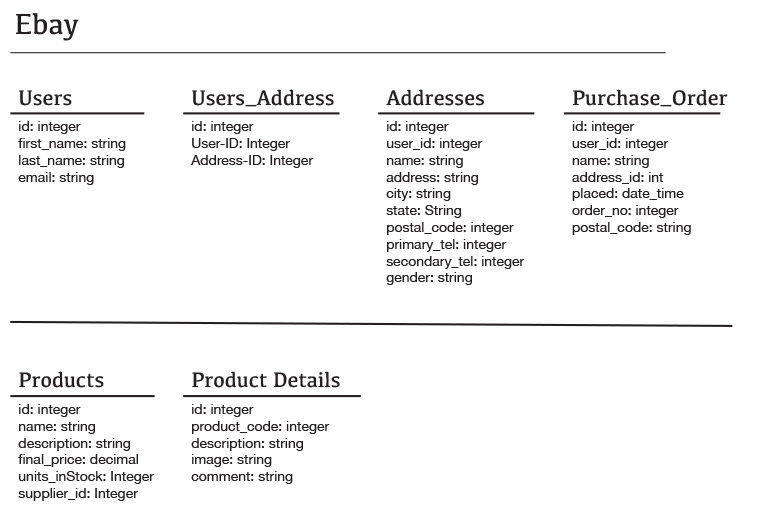 Ebay
Users
id: integer
first_name: string
last_name: string
email: string
Users_Address
id: integer
User-ID: Integer
Address-ID: Integer
Addresses
id: integer
user_id: integer
name: string
address: string
city: string
state: String
postal_code: integer
primary_tel: integer
secondary_tel: integer
gender: string
Purchase_Order
id: integer
user_id: integer
name: string
address_id: int
placed: date_time
order_no: integer
postal_code: string
Products
id: integer
name: string
description: string
final_price: decimal
units_inStock: Integer
supplier_id: Integer
Product Details
id: integer
product_code: integer
description: string
image: string
comment: string